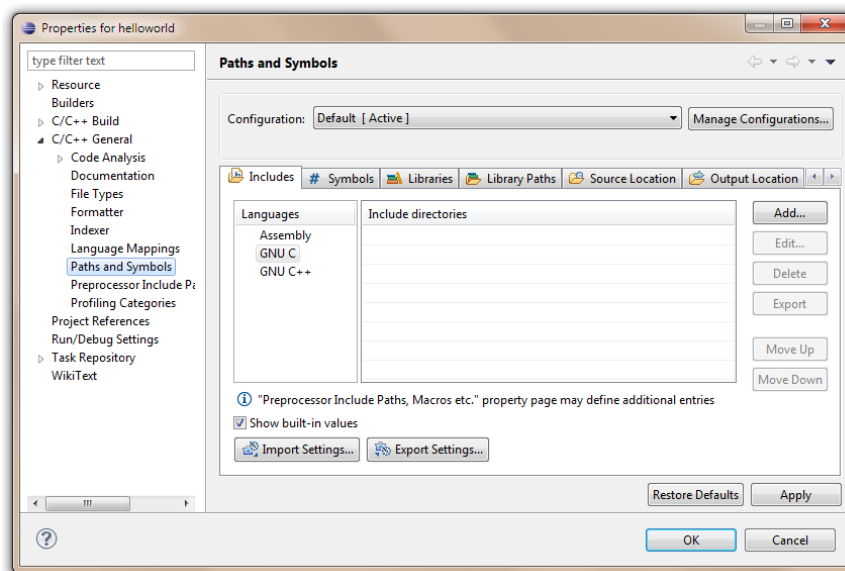 Properties for helloworld
type filter text
Resource
Builders
C/C++ Build
C/C++ General
Code Analysis
Documentation
File Types
Formatter
Indexer
Language Mappings
Paths and Symbols
Preprocessor Include Pa
Profiling Categories
Project References
Run/Debug Settings
Task Repository
WikiText
Paths and Symbols
Configuration: Default [ Active ] Manage Configurations...
Includes # Symbols Libraries Library Paths Source Location Output Location
Languages Include directories
Assembly
GNU C
GNU C++
Add...
Edit...
Delete
Export
Move Up
Move Down
"Preprocessor Include Paths, Macros etc." property page may define additional entries
Show built-in values
Import Settings... Export Settings...
Restore Defaults Apply
OK Cancel